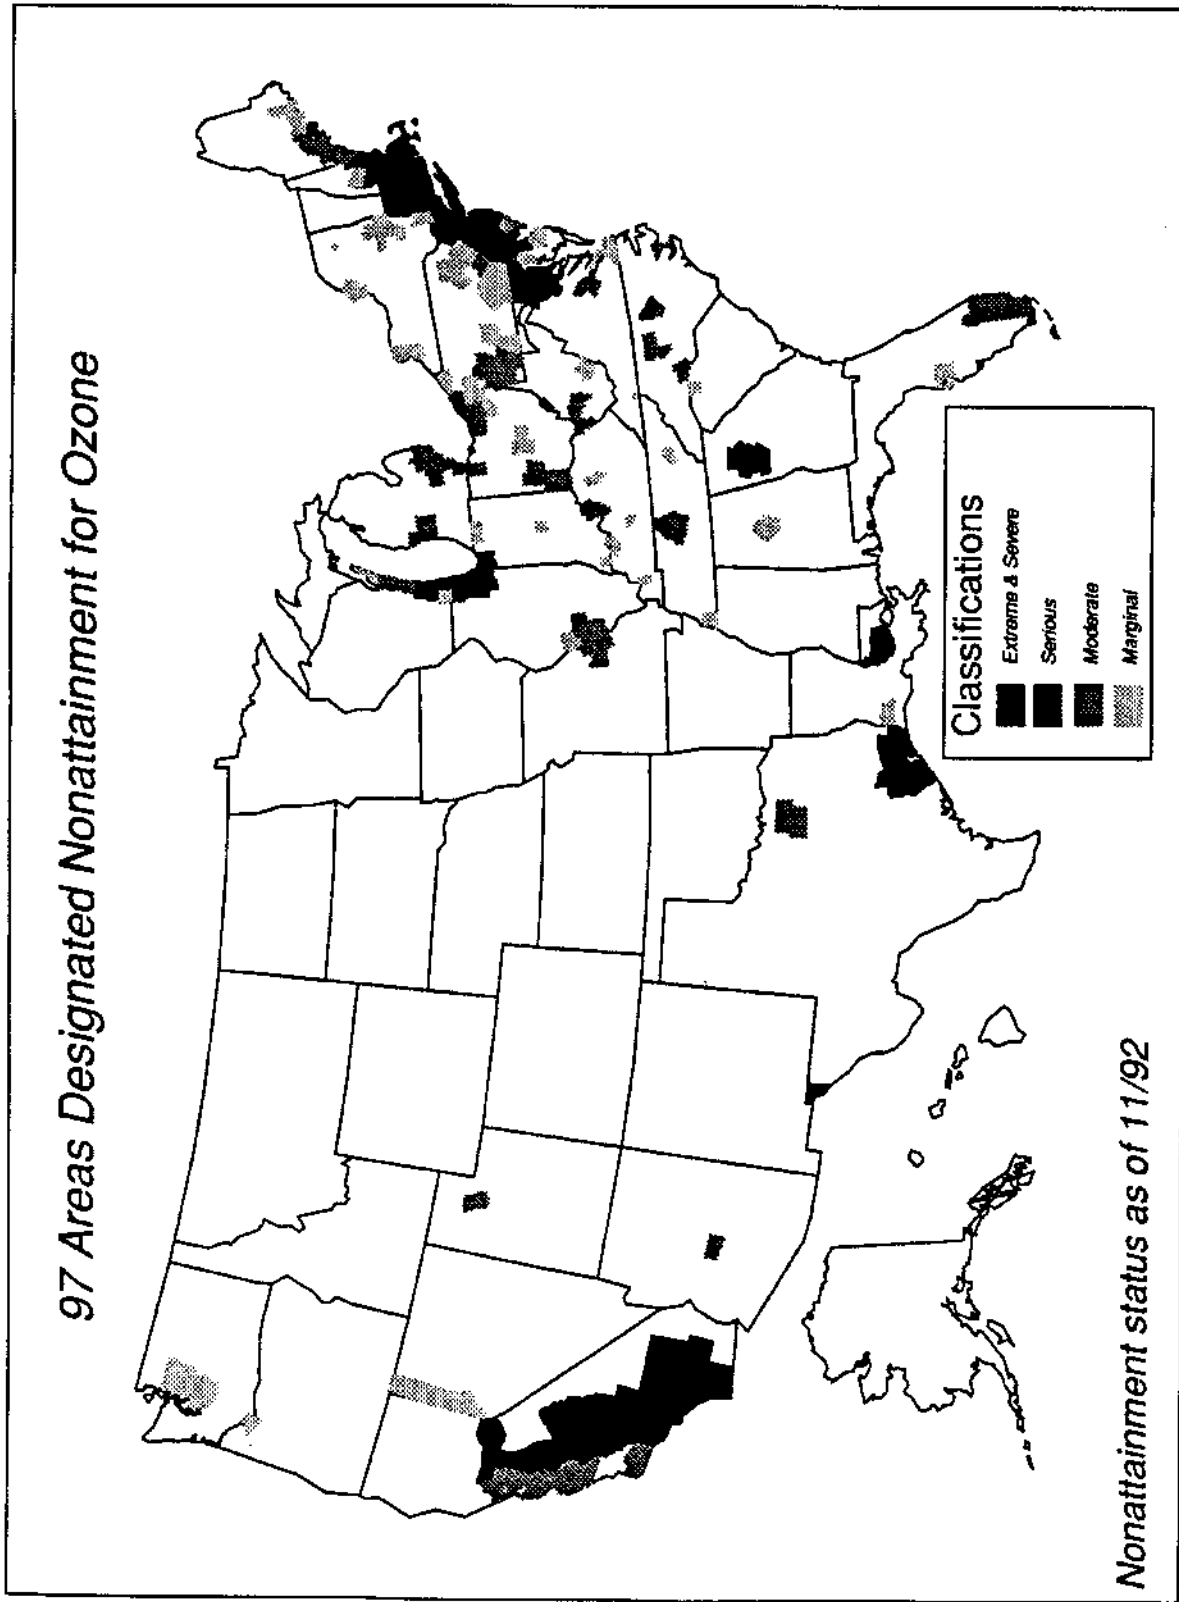 97 Areas Designated Nonattainment for Ozone
Classifications
Extreme & Severe
Serious
Moderate
Marginal
Nonattainment status as of 11/92